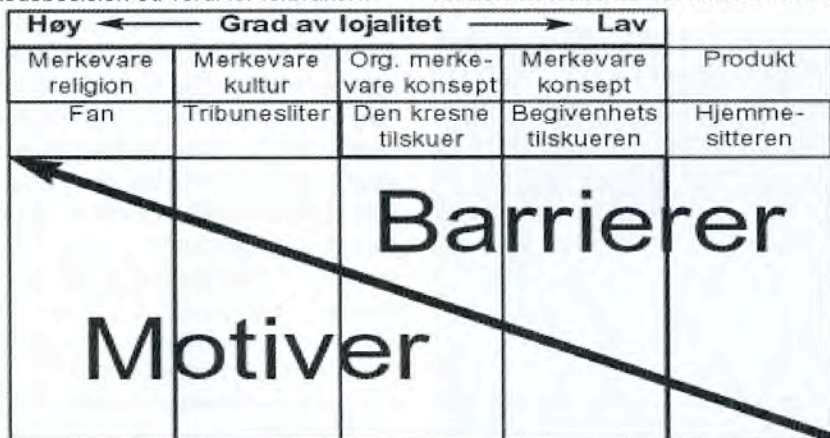 Høy Grad av lojalitet Lav
Merkevare religion
Merkevare kultur
Org. merke-
vare konsept
Merkevare konsept
Produkt
Fan
Tribunesliter
Den kresne tilskuer
Begivenhets tilskueren
Hjemme-
sitteren
Barrierer
Motiver